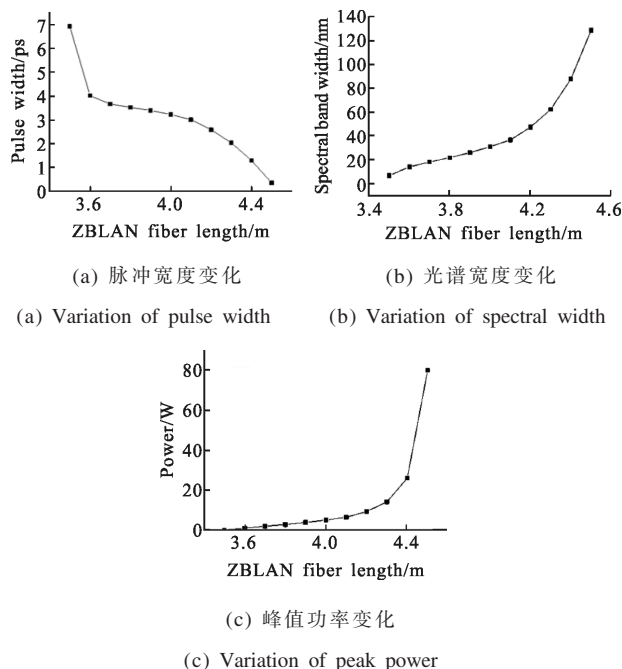 7
6
5
4
3
2
1
0
Pulse width/ps
3.6 4.0 4.4
ZBLAN fiber length/m
(a) 脉冲宽度变化
(a) Variation of pulse width
140
120
100
80
60
40
20
0
Spectral band width/nm
3.4 3.8 4.2 4.6
ZBLAN fiber length/m
(b) 光谱宽度变化
(b) Variation of spectral width
80
60
40
20
0
Power/W
3.6 4.0 4.4
ZBLAN fiber length/m
(c) 峰值功率变化
(c) Variation of peak power